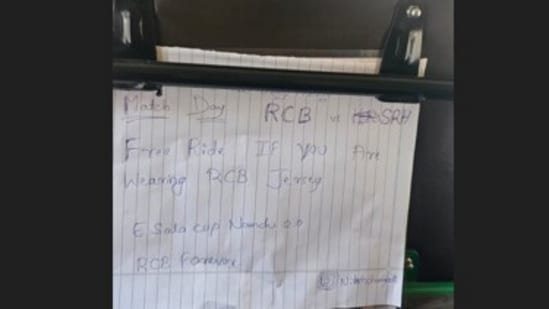 Match Day RCB vs SRH
Free Ride IF you Are
Wearing RCB Jersey
E Sala cup Namdu
RCB Forever